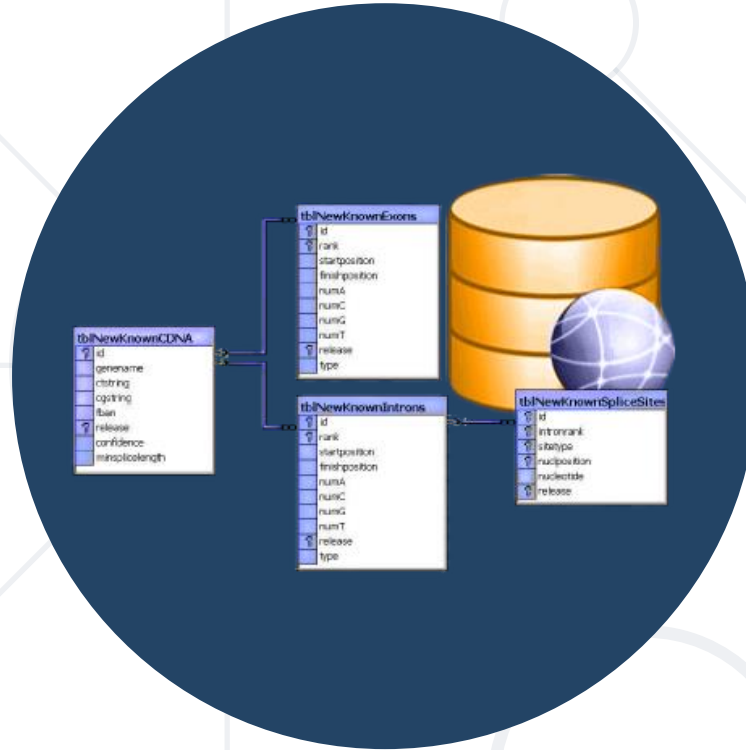 tblNewKnownExons
id
rank
startposition
finishposition
numA
numC
numG
numT
release
type
tblNewKnownCDNA
id
genename
ctstring
cgstring
fban
release
confidence
minsplicelength
tblNewKnownIntrons
id
rank
startposition
finishposition
numA
numC
numG
numT
release
type
tblNewKnownSpliceSites
id
intronrank
sitetype
nuclposition
nucleotide
release